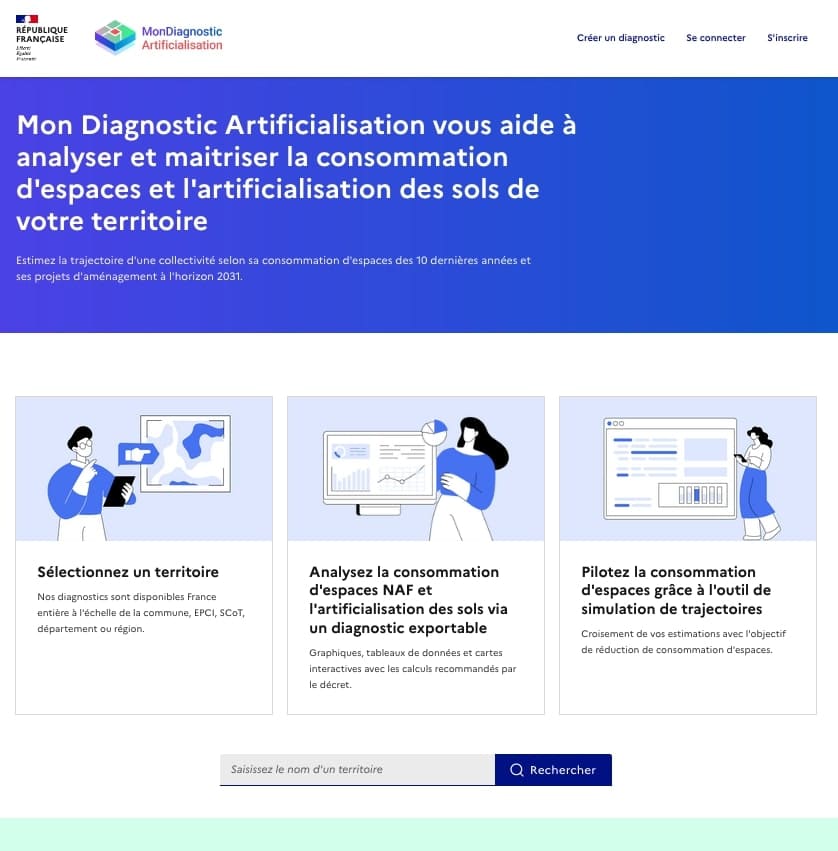 RÉPUBLIQUE
FRANÇAISE
Liberté
Égalité
Fraternité
MonDiagnostic
Artificialisation
Créer un diagnostic
Se connecter
S'inscrire
Mon Diagnostic Artificialisation vous aide à
analyser et maitriser la consommation
d'espaces et l'artificialisation des sols de
votre territoire
Estimez la trajectoire d'une collectivité selon sa consommation d'espaces des 10 dernières années et
ses projets d'aménagement à l'horizon 2031.
Sélectionnez un territoire
Nos diagnostics sont disponibles France
entière à l'échelle de la commune, EPCI, SCoT,
département ou région.
Analysez la consommation
d'espaces NAF et
l'artificialisation des sols via
un diagnostic exportable
Graphiques, tableaux de données et cartes
interactives avec les calculs recommandés par
le décret.
Pilotez la consommation
d'espaces grâce à l'outil de
simulation de trajectoires
Croisement de vos estimations avec l'objectif
de réduction de consommation d'espaces.
Saisissez le nom d'un territoire
Rechercher